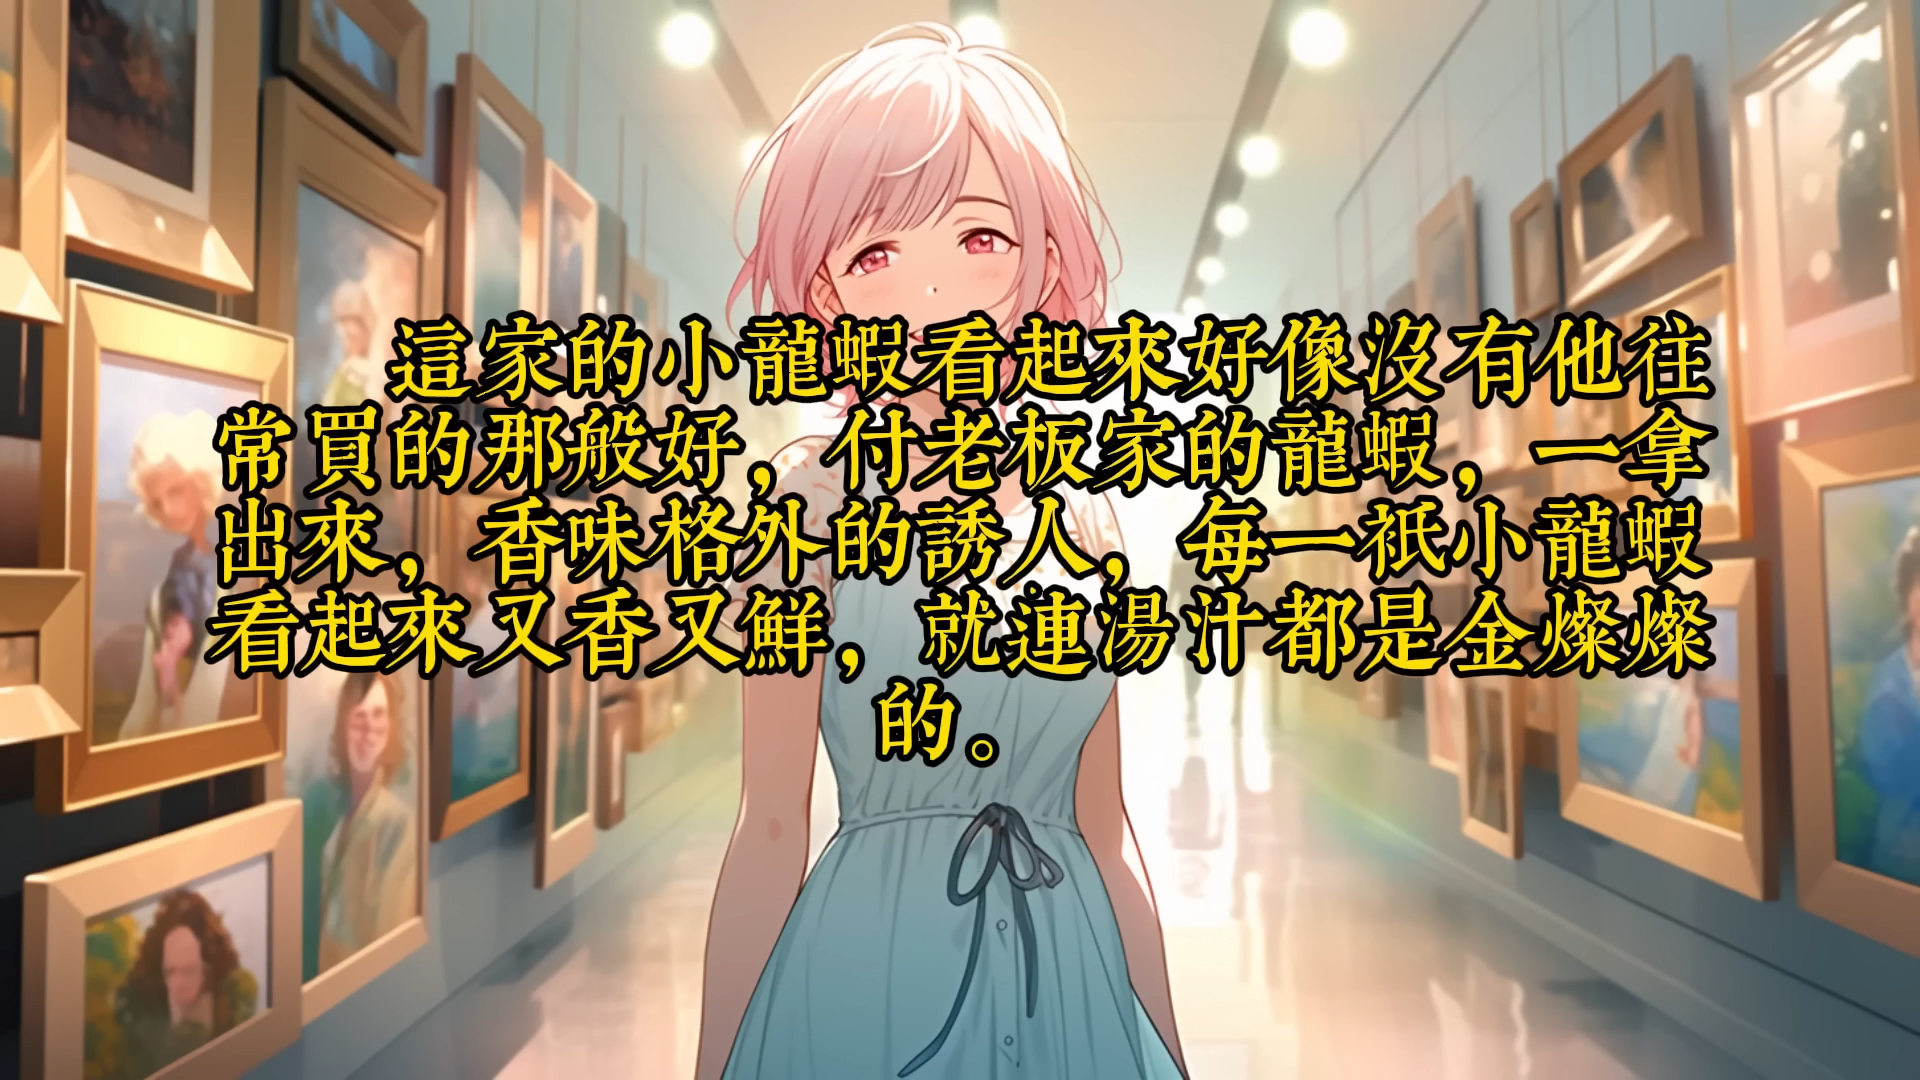 這家的小龍蝦看起來好像沒有他往
常買的那般好，付老板家的龍蝦，一拿
出來，香味格外的誘人，每一衹小龍蝦
看起來又香又鮮，就連湯汁都是金燦燦
的。